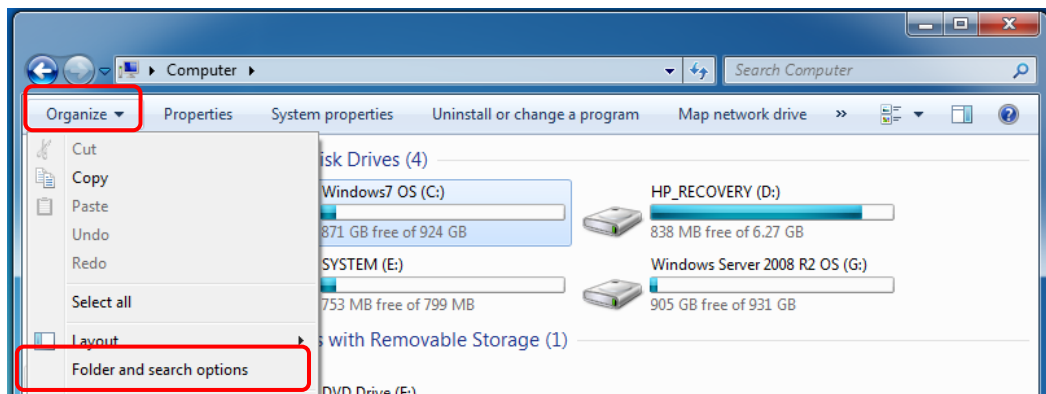 Computer
Search Computer
Organize Properties System properties Uninstall or change a program Map network drive »
Cut
Copy
Paste
Undo
Redo
Select all
Layout
Folder and search options
isk Drives (4)
Windows7 OS (C:)
871 GB free of 924 GB
HP_RECOVERY (D:)
838 MB free of 6.27 GB
SYSTEM (E:)
753 MB free of 799 MB
Windows Server 2008 R2 OS (G:)
905 GB free of 931 GB
s with Removable Storage (1)
DVD Drive (F:)